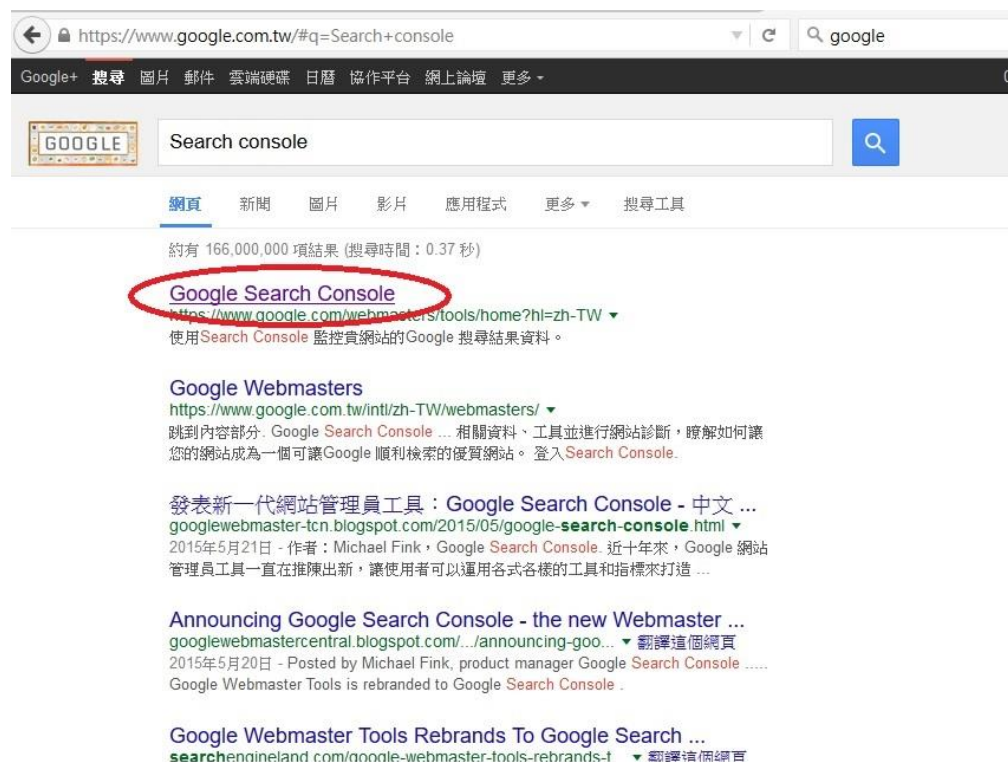 https://www.google.com.tw/#q=Search+console
google
Google+ 搜尋 圖片 郵件 雲端硬碟 日曆 協作平台 網上論壇 更多
GOOGLE
Search console
網頁 新聞 圖片 影片 應用程式 更多 搜尋工具
約有 166,000,000 項結果 (搜尋時間：0.37 秒)
Google Search Console
https://www.google.com/webmasters/tools/home?hl=zh-TW
使用Search Console 監控貴網站的Google 搜尋結果資料。
Google Webmasters
https://www.google.com.tw/intl/zh-TW/webmasters/
跳到內容部分. Google Search Console ... 相關資料、工具並進行網站診斷，瞭解如何讓
您的網站成為一個可讓Google 順利檢索的優質網站。 登入Search Console.
發表新一代網站管理員工具：Google Search Console - 中文 ...
googlewebmaster-tcn.blogspot.com/2015/05/google-search-console.html
2015年5月21日 - 作者：Michael Fink，Google Search Console. 近十年來，Google 網站
管理員工具一直在推陳出新，讓使用者可以運用各式各樣的工具和指標來打造 ...
Announcing Google Search Console - the new Webmaster ...
googlewebmastercentral.blogspot.com/.../announcing-goo... 翻譯這個網頁
2015年5月20日 - Posted by Michael Fink, product manager Google Search Console .....
Google Webmaster Tools is rebranded to Google Search Console .
Google Webmaster Tools Rebrands To Google Search ...
searchengineland.com/google-webmaster-tools-rebrands-t... 翻譯這個網頁